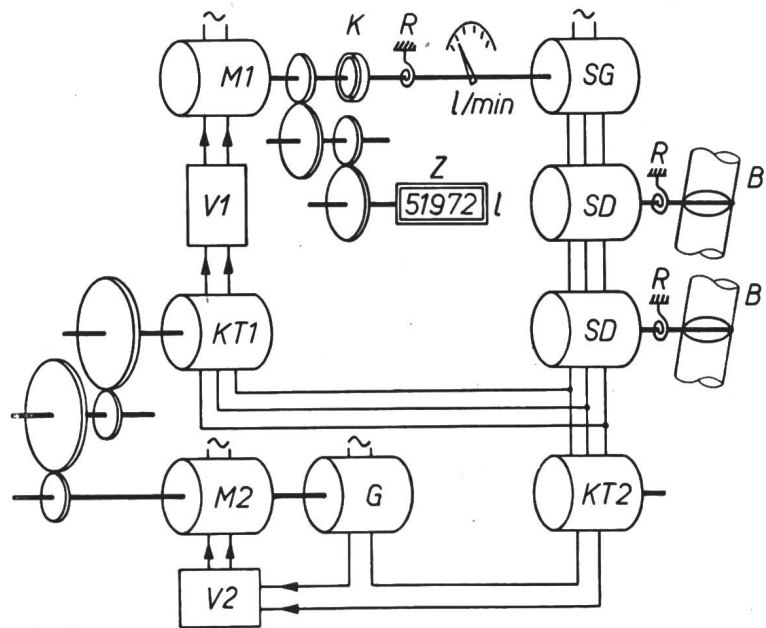 ~
~
K
R
M1
SG
l/min
R
B
Z
V1
51972 l
SD
R
B
KT1
SD
~
~
M2
G
KT2
V2